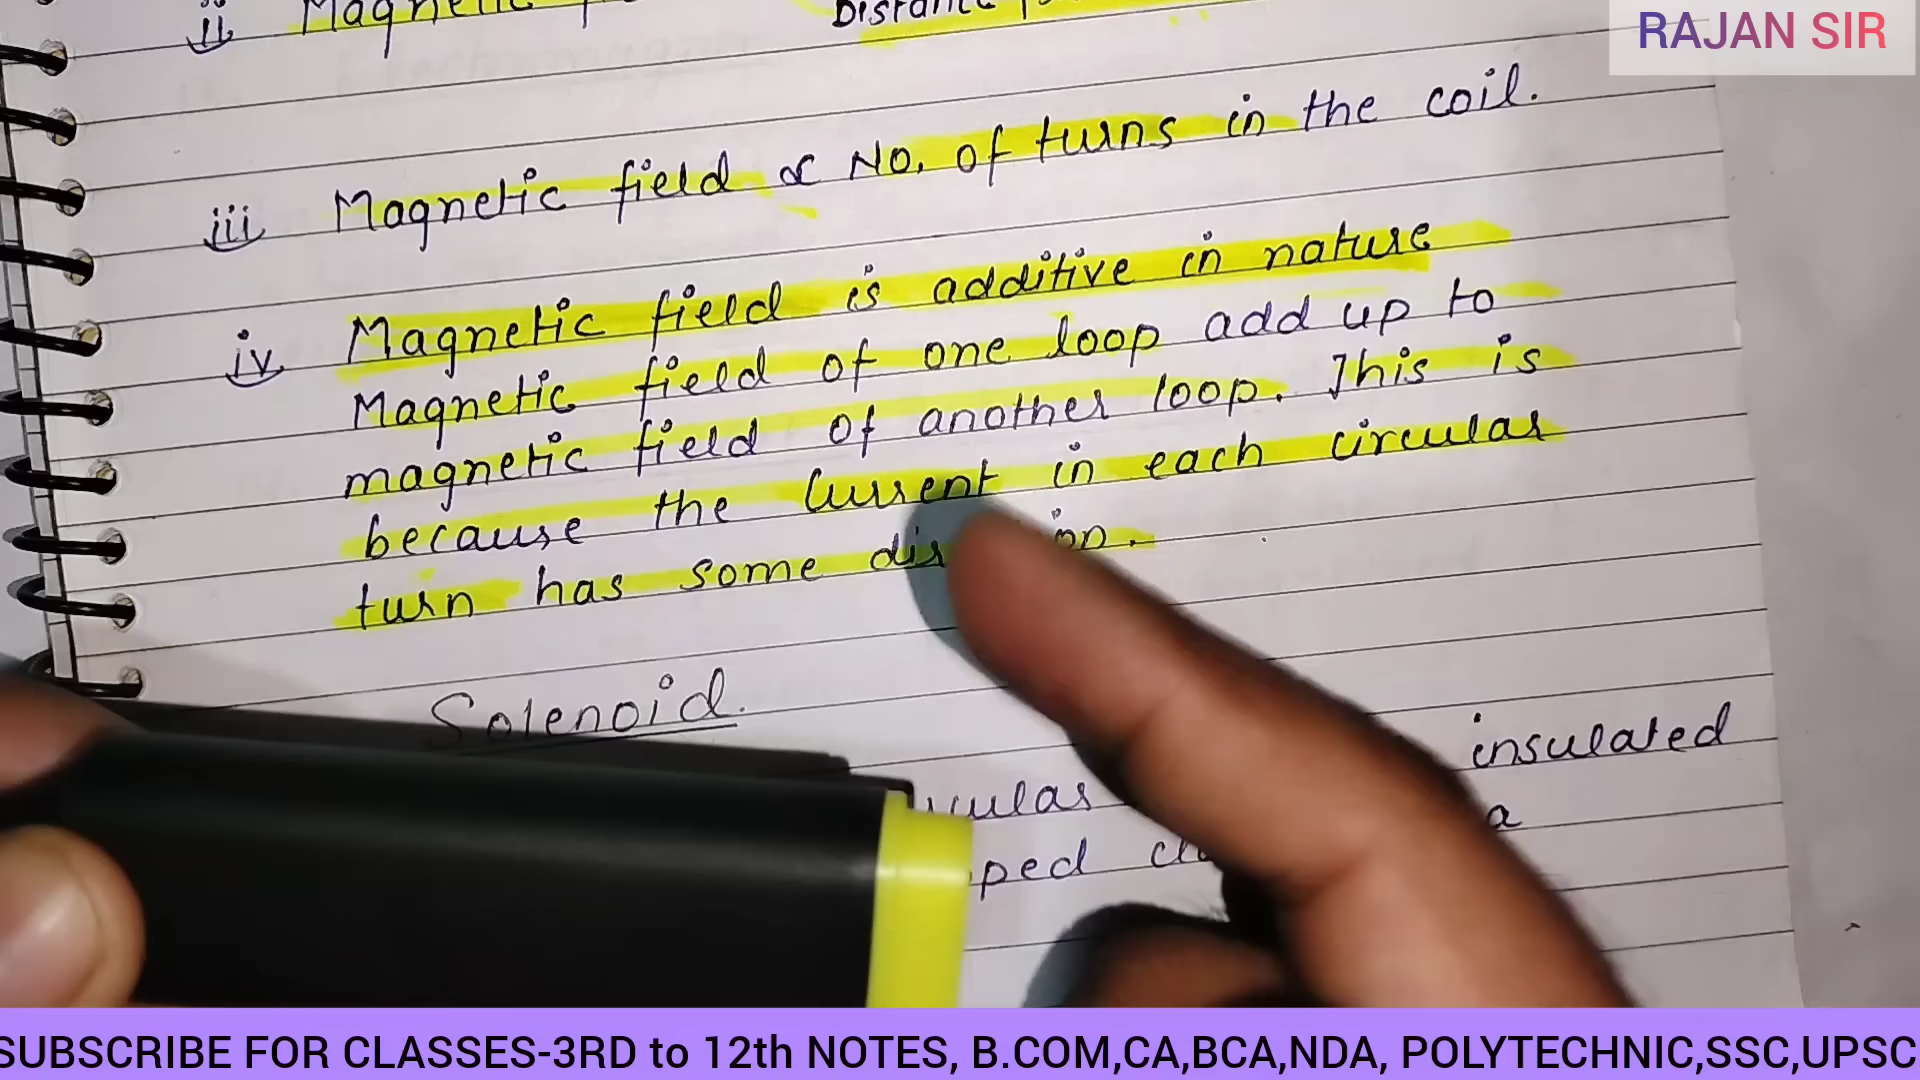 ii Magnetic Distance
RAJAN SIR
iii Magnetic field ∝ No. of turns in the coil.
iv Magnetic field is additive in nature
Magnetic field of one loop add up to
magnetic field of another loop. This is
because the Current in each circular
turn has some
Solenoid.
insulated
a
SUBSCRIBE FOR CLASSES-3RD to 12th NOTES, B.COM,CA,BCA,NDA, POLYTECHNIC,SSC,UPSC